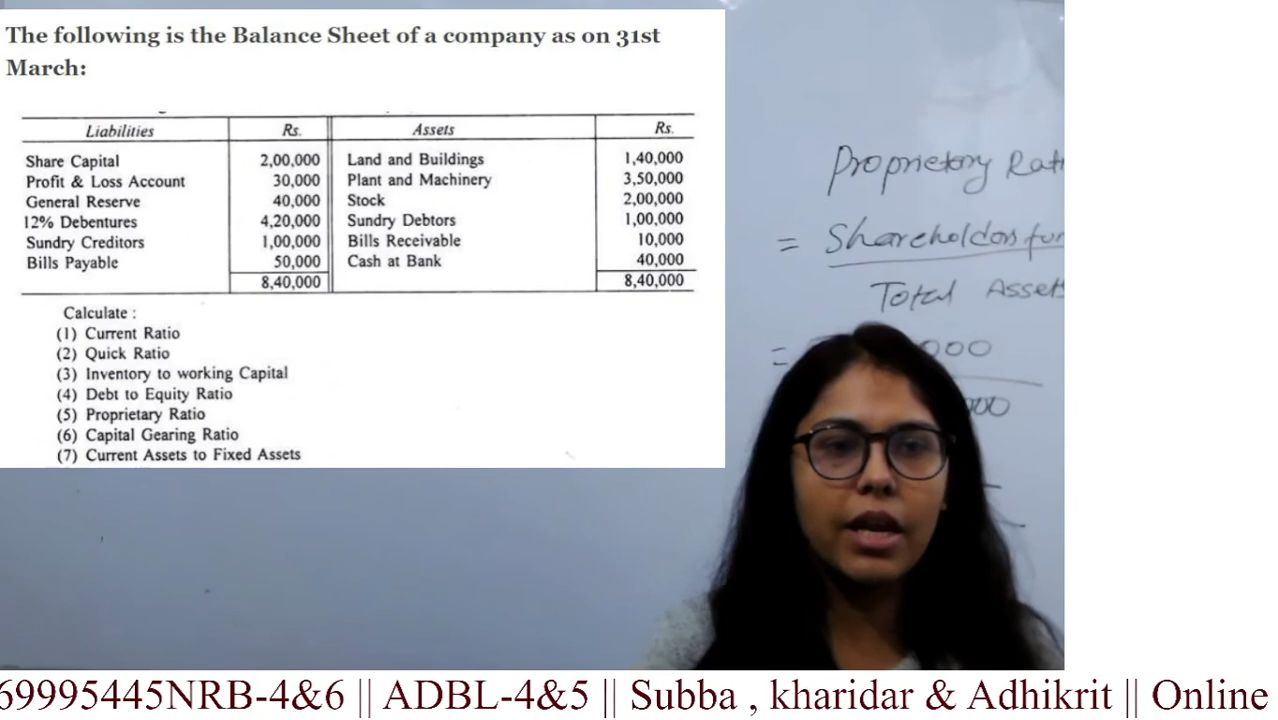 The following is the Balance Sheet of a company as on 31st
March:
Liabilities Rs. Assets Rs.
Share Capital 2,00,000 Land and Buildings 1,40,000
Profit & Loss Account 30,000 Plant and Machinery 3,50,000
General Reserve 40,000 Stock 2,00,000
12% Debentures 4,20,000 Sundry Debtors 1,00,000
Sundry Creditors 1,00,000 Bills Receivable 10,000
Bills Payable 50,000 Cash at Bank 40,000
8,40,000 8,40,000
Calculate :
(1) Current Ratio
(2) Quick Ratio
(3) Inventory to working Capital
(4) Debt to Equity Ratio
(5) Proprietary Ratio
(6) Capital Gearing Ratio
(7) Current Assets to Fixed Assets
Proprietory Rat
= Shareholders fun
Total Assets
= 000
000
69995445NRB-4&6 || ADBL-4&5 || Subba , kharidar & Adhikrit || Online